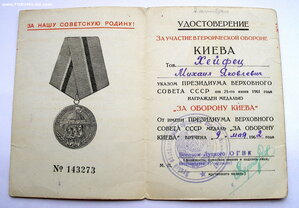 ЗА НАШУ СОВЕТСКУЮ РОДИНУ!
№ 143273
УДОСТОВЕРЕНИЕ
ЗА УЧАСТИЕ В ГЕРОИЧЕСКОЙ ОБОРОНЕ
КИЕВА
Тов. Хейфец
Михаил Яковлевич
УКАЗОМ ПРЕЗИДИУМА ВЕРХОВНОГО
СОВЕТА СССР от 21-го июня 1961 года
НАГРАЖДЕН МЕДАЛЬЮ
„ЗА ОБОРОНУ КИЕВА"
От имени ПРЕЗИДИУМА ВЕРХОВНОГО
СОВЕТА СССР МЕДАЛЬ „ЗА ОБОРОНУ
КИЕВА" ВРУЧЕНА 9 мая
М. П.